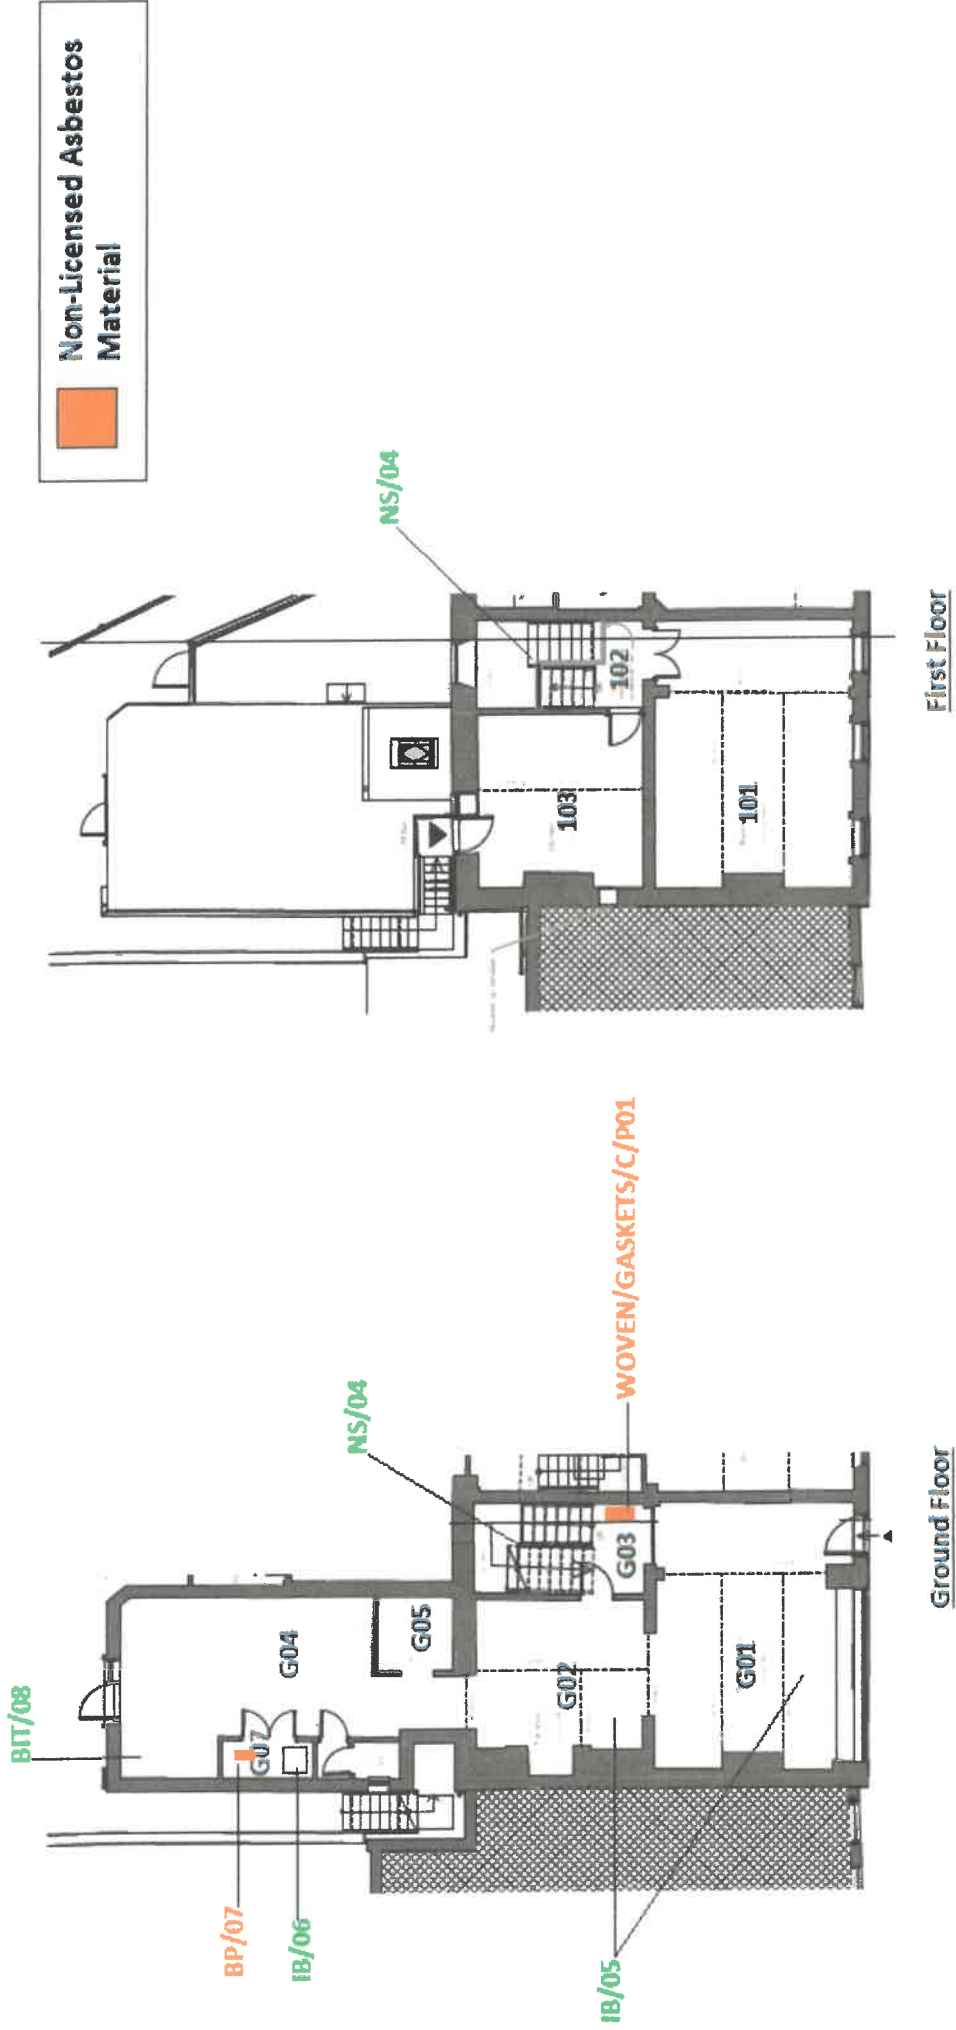 Non-Licensed Asbestos
Material
BIT/08
BP/07
IB/06
IB/05
NS/04
WOVEN/GASKETS/C/P01
G07
G04
G05
G02
G03
G01
Ground Floor
NS/04
102
103
101
First Floor